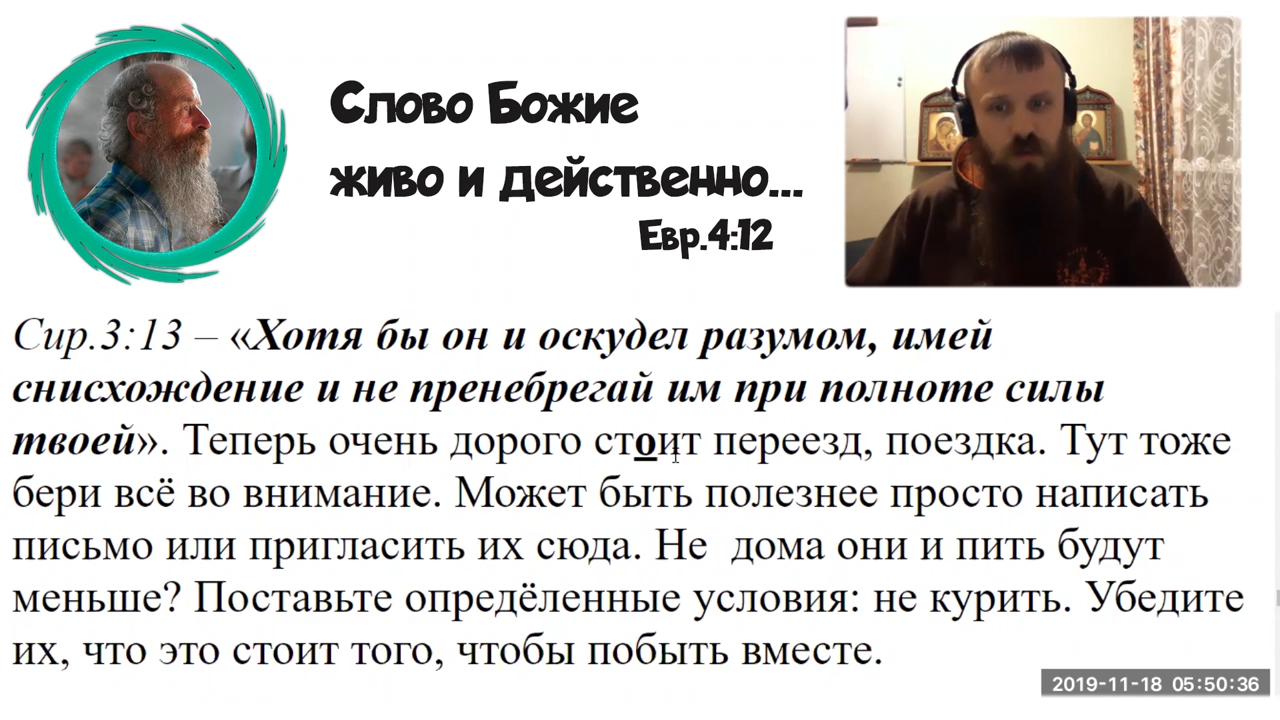 Слово Божие
живо и действенно...
Евр.4:12
Сир.3:13 – «Хотя бы он и оскудел разумом, имей
снисхождение и не пренебрегай им при полноте силы
твоей». Теперь очень дорого стоит переезд, поездка. Тут тоже
бери всё во внимание. Может быть полезнее просто написать
письмо или пригласить их сюда. Не дома они и пить будут
меньше? Поставьте опредёленные условия: не курить. Убедите
их, что это стоит того, чтобы побыть вместе.
2019-11-18 05:50:36